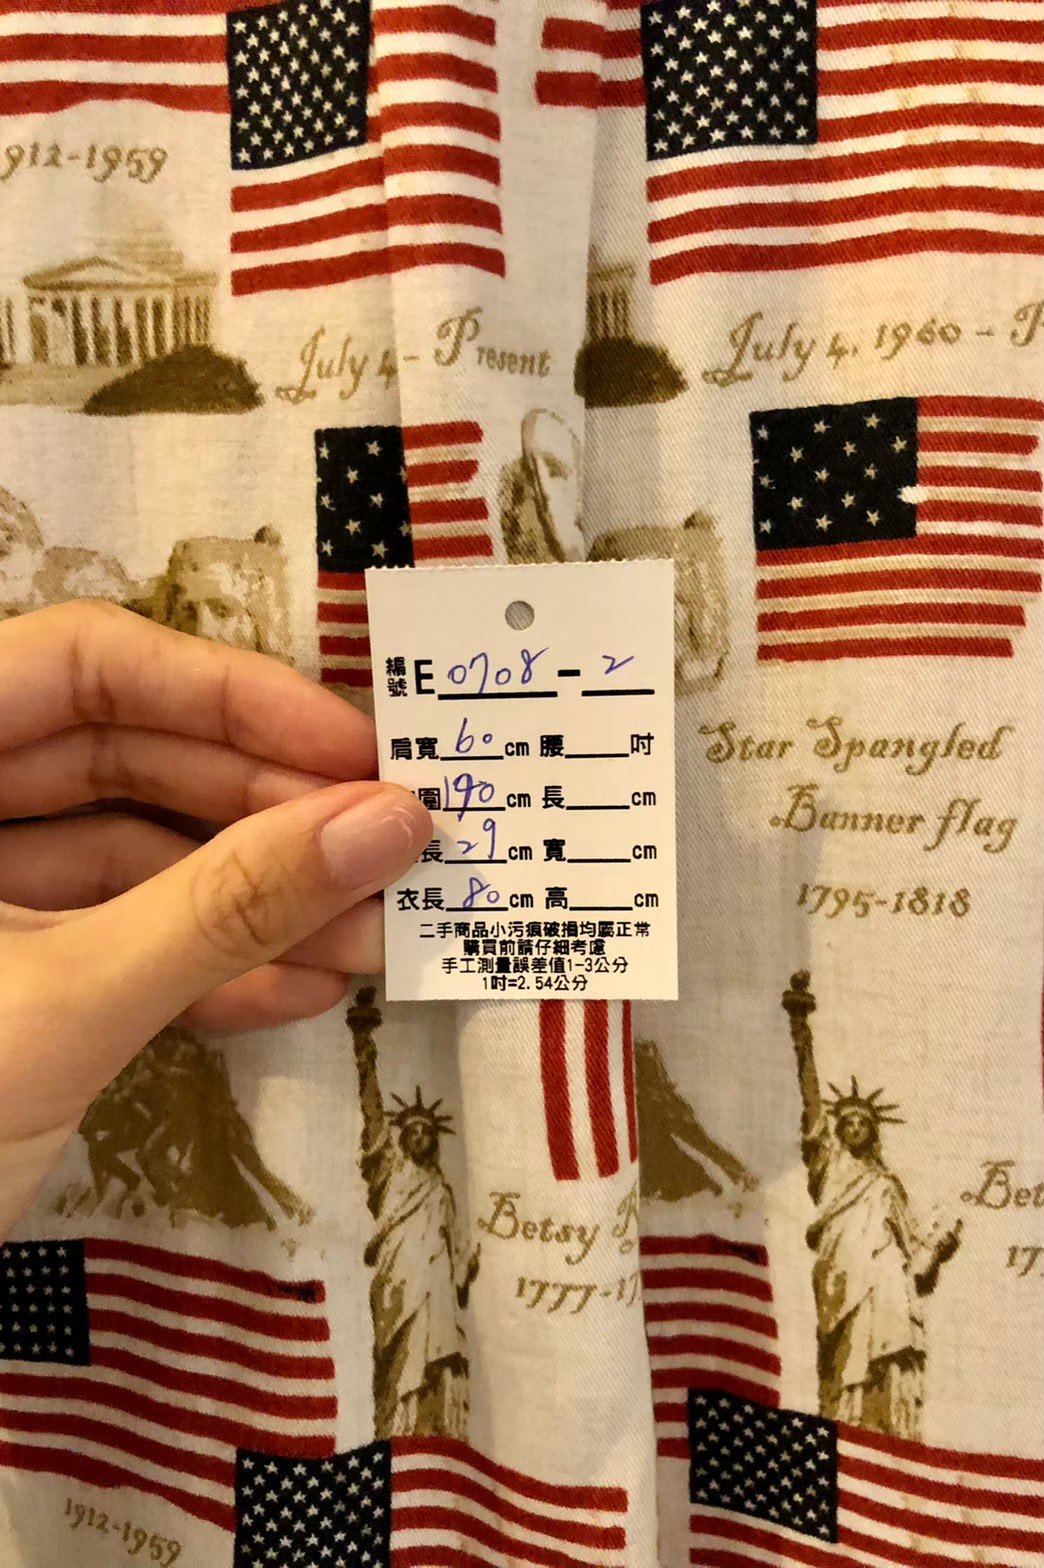 1912-1959
July 4 - Present
July 4, 1960 - P
編號 E 0708 - 2
肩寬 60 cm 腰 吋
圍 190 cm 長 cm
長 29 cm 寬 cm
衣長 80 cm 高 cm
二手商品小污痕破損均屬正常
購買前請仔細考慮
手工測量誤差值1-3公分
1吋=2.54公分
Star Spangled
Banner flag
1795-1818
Betsy R
1777-17
Bet
17
1912-1959